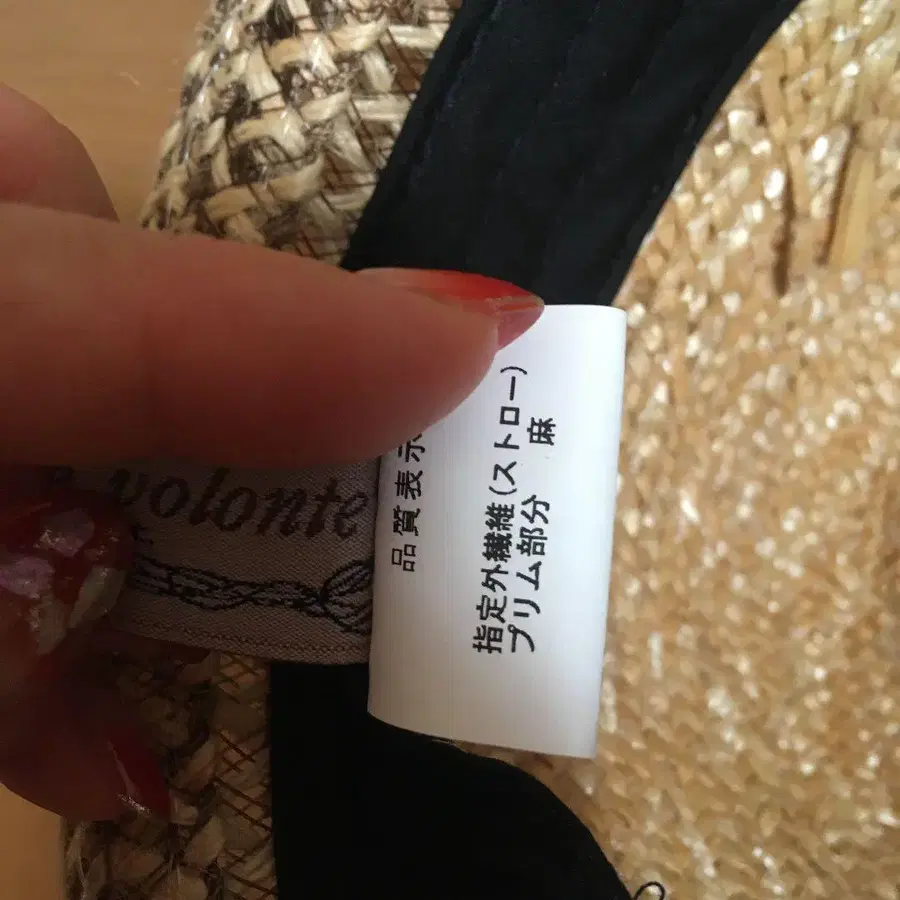 品質表示
指定外繊維(ストロー)
プリム部分 麻
volonte